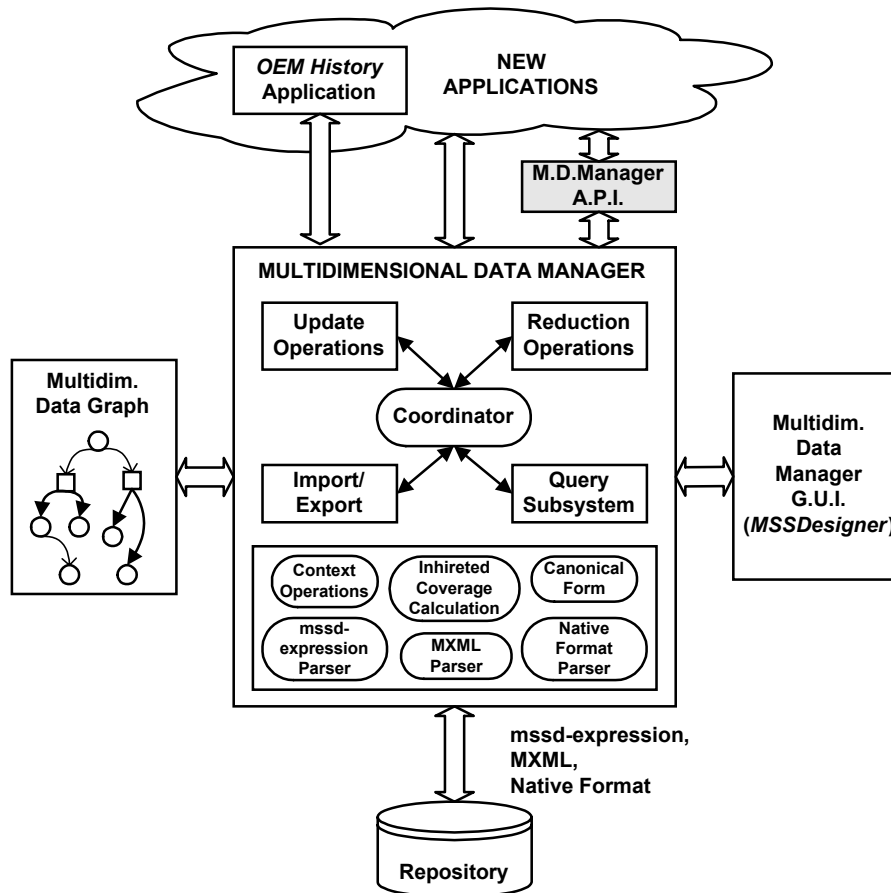 OEM History
Application
NEW
APPLICATIONS
M.D.Manager
A.P.I.
MULTIDIMENSIONAL DATA MANAGER
Update
Operations
Reduction
Operations
Coordinator
Import/
Export
Query
Subsystem
Multidim.
Data Graph
Multidim.
Data
Manager
G.U.I.
(MSSDesigner)
Context
Operations
Inhireted
Coverage
Calculation
Canonical
Form
mssd-
expression
Parser
MXML
Parser
Native
Format
Parser
mssd-expression,
MXML,
Native Format
Repository